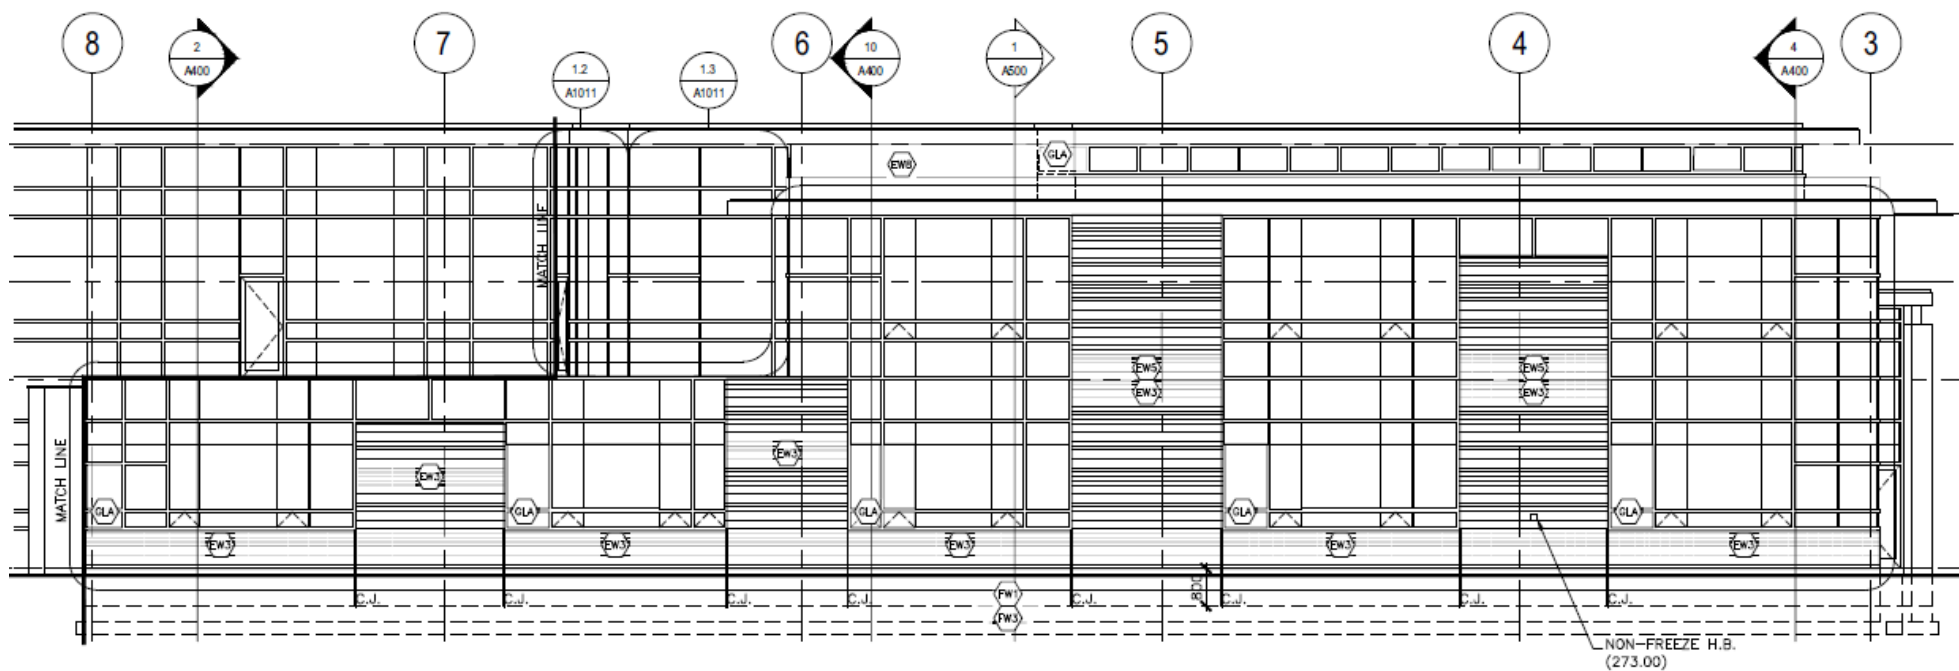 8
2
A400
7
1.2
A1011
1.3
A1011
6
10
A400
1
A500
5
4
4
A400
3
EW8
GLA
MATCH LINE
EW5
EW3
EW5
EW3
MATCH LINE
EW3
EW3
GLA
GLA
GLA
GLA
GLA
EW3
EW3
EW3
EW3
EW3
800
C.J.
C.J.
C.J.
C.J.
FW1
FW3
C.J.
C.J.
C.J.
C.J.
NON-FREEZE H.B.
(273.00)